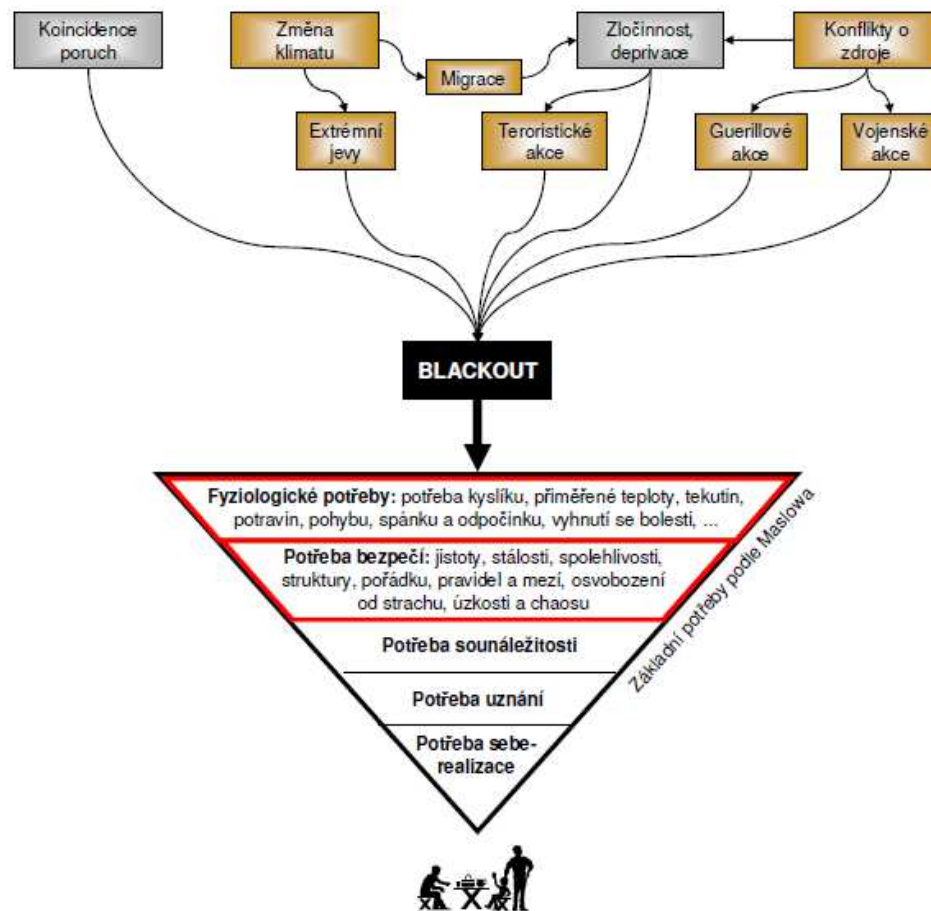 Koincidence
poruch
Změna
klimatu
Migrace
Zločinnost,
deprivace
Konflikty o
zdroje
Extrémní
jevy
Teroristické
akce
Guerillové
akce
Vojenské
akce
BLACKOUT
Fyziologické potřeby: potřeba kyslíku, přiměřené teploty, tekutin,
potravin, pohybu, spánku a odpočinku, vyhnutí se bolesti, ...
Potřeba bezpečí: jistoty, stálosti, spolehlivosti,
struktury, pořádku, pravidel a mezí, osvobození
od strachu, úzkosti a chaosu
Potřeba sounáležitosti
Potřeba uznání
Potřeba sebe-
realizace
Základní potřeby podle Maslowa